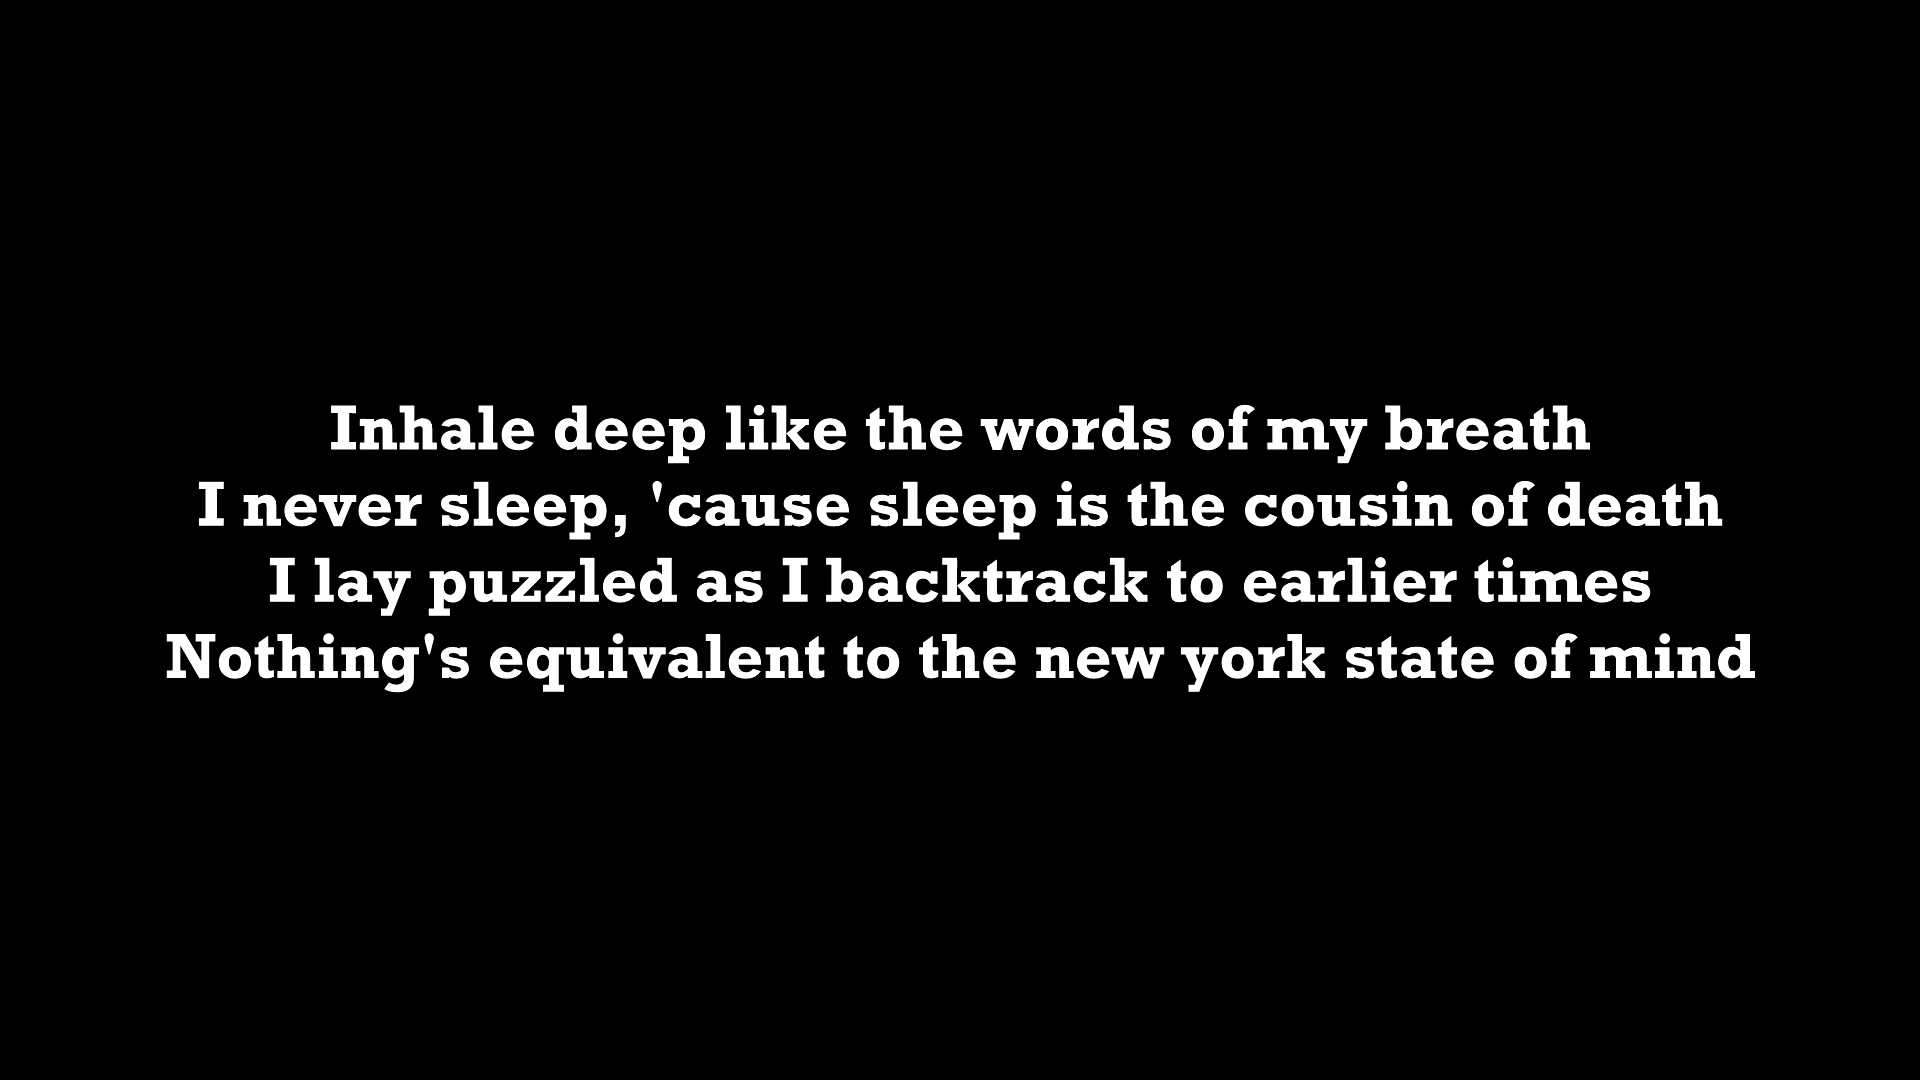 Inhale deep like the words of my breath
I never sleep, 'cause sleep is the cousin of death
I lay puzzled as I backtrack to earlier times
Nothing's equivalent to the new york state of mind